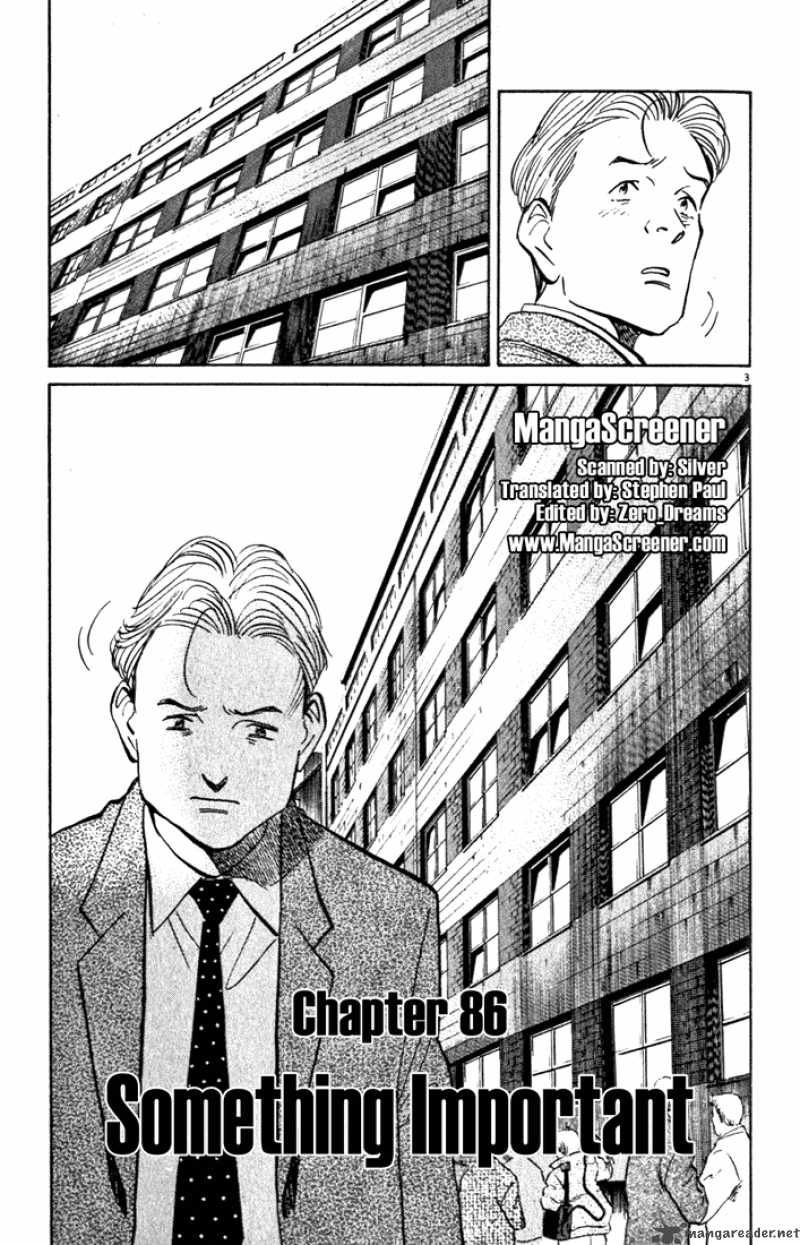 3
MangaScreener
Scanned by: Silver
Translated by: Stephen Paul
Edited by: Zero_Dreams
www.MangaScreener.com
Chapter 86
Something Important
mangareader.net